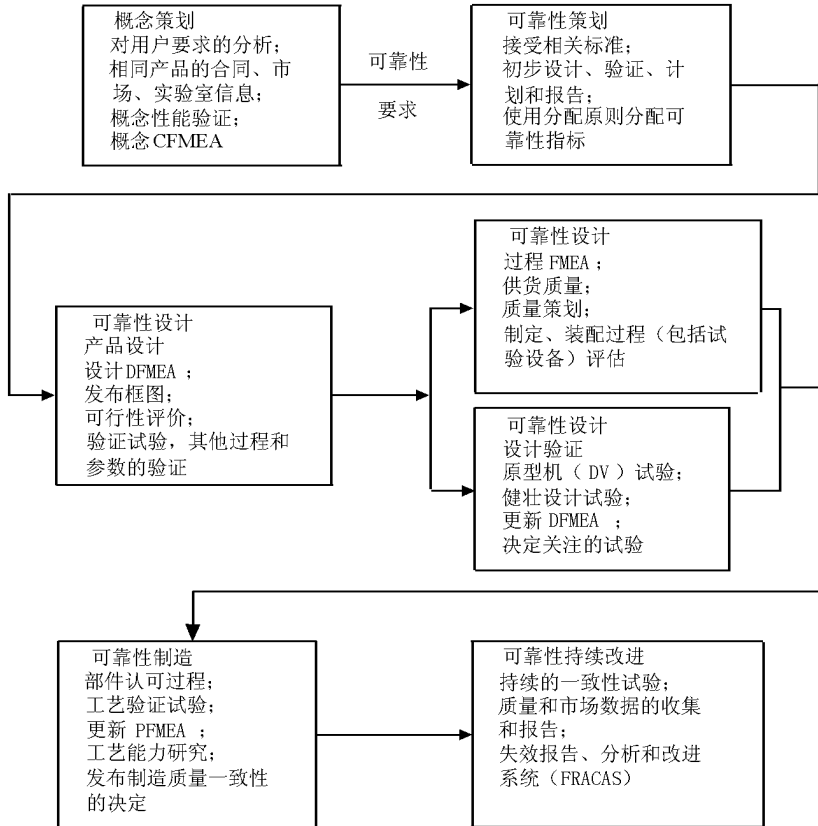 概念策划
对用户要求的分析；
相同产品的合同、市
场、实验室信息；
概念性能验证；
概念CFMEA
可靠性
要求
可靠性策划
接受相关标准；
初步设计、验证、计
划和报告；
使用分配原则分配可
靠性指标
可靠性设计
产品设计
设计DFMEA ；
发布框图；
可行性评价；
验证试验，其他过程和
参数的验证
可靠性设计
过程 FMEA ；
供货质量；
质量策划；
制定、装配过程（包括试
验设备）评估
可靠性设计
设计验证
原型机（ DV ）试验；
健壮设计试验；
更新 DFMEA ；
决定关注的试验
可靠性制造
部件认可过程；
工艺验证试验；
更新 PFMEA ；
工艺能力研究；
发布制造质量一致性
的决定
可靠性持续改进
持续的一致性试验；
质量和市场数据的收集
和报告；
失效报告、分析和改进
系统（FRACAS）